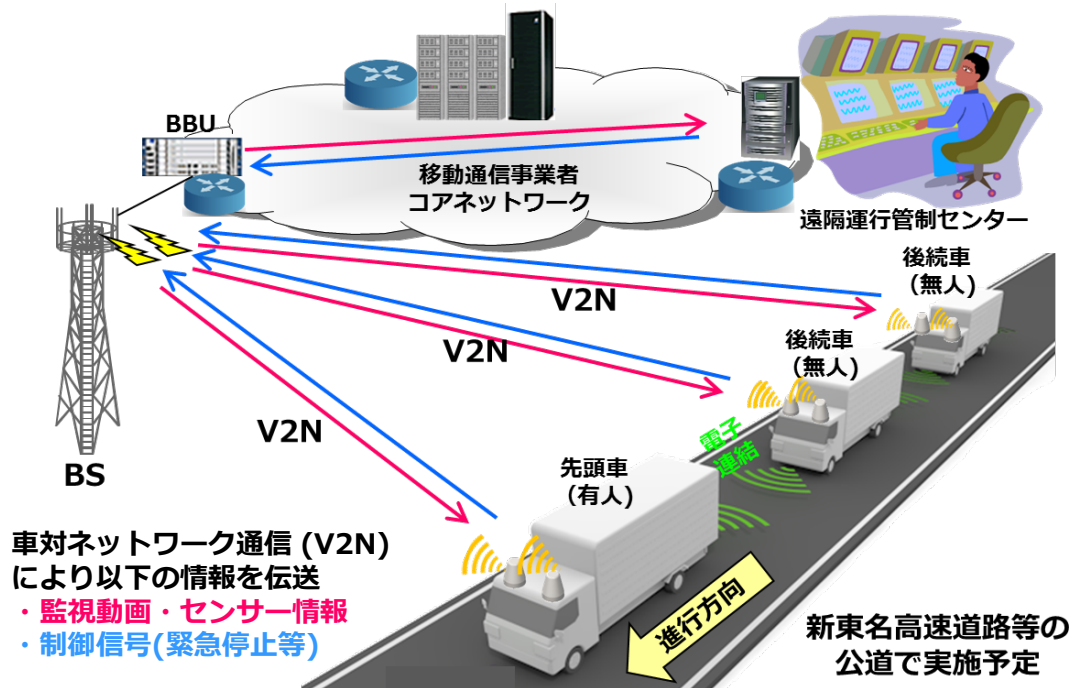 BBU
移動通信事業者
コアネットワーク
遠隔運行管制センター
後続車
(無人)
V2N
後続車
(無人)
V2N
V2N
電子
連結
BS
先頭車
(有人)
車対ネットワーク通信 (V2N)
により以下の情報を伝送
・監視動画・センサー情報
・制御信号(緊急停止等)
進行方向
新東名高速道路等の
公道で実施予定